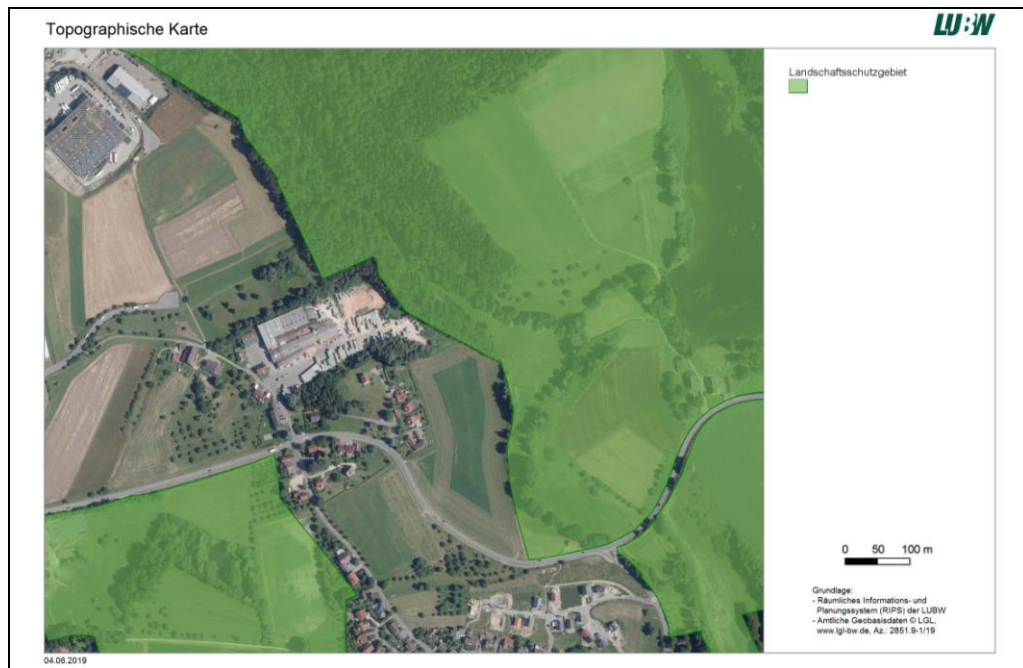 Topographische Karte
LUBW
Landschaftsschutzgebiet
0 50 100 m
Grundlage:
- Räumliches Informations- und
Planungssystem (RIPS) der LUBW
- Amtliche Geobasisdaten © LGL,
www.lgl-bw.de, Az.: 2851.9-1/19
04.06.2019